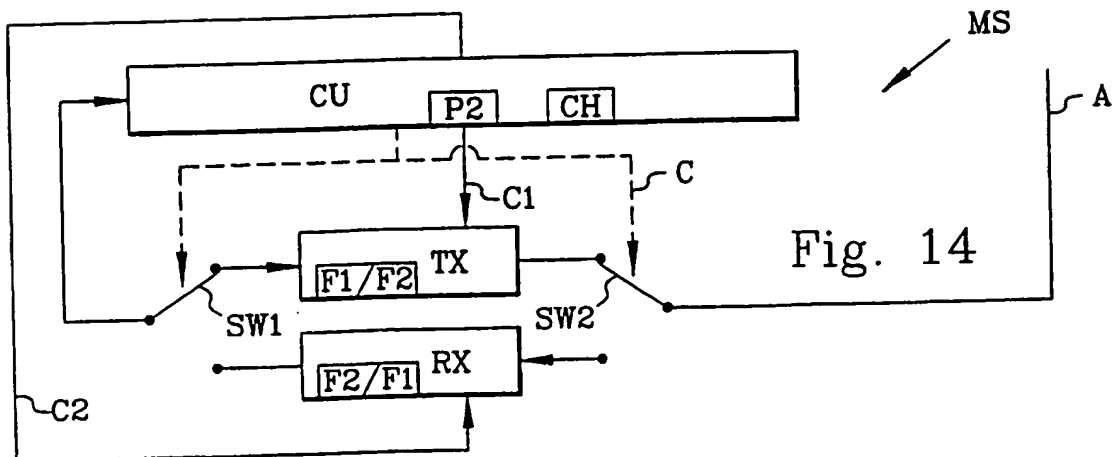 MS
CU
P2
CH
A
C
C1
Fig. 14
TX
F1/F2
SW1
SW2
RX
F2/F1
C2